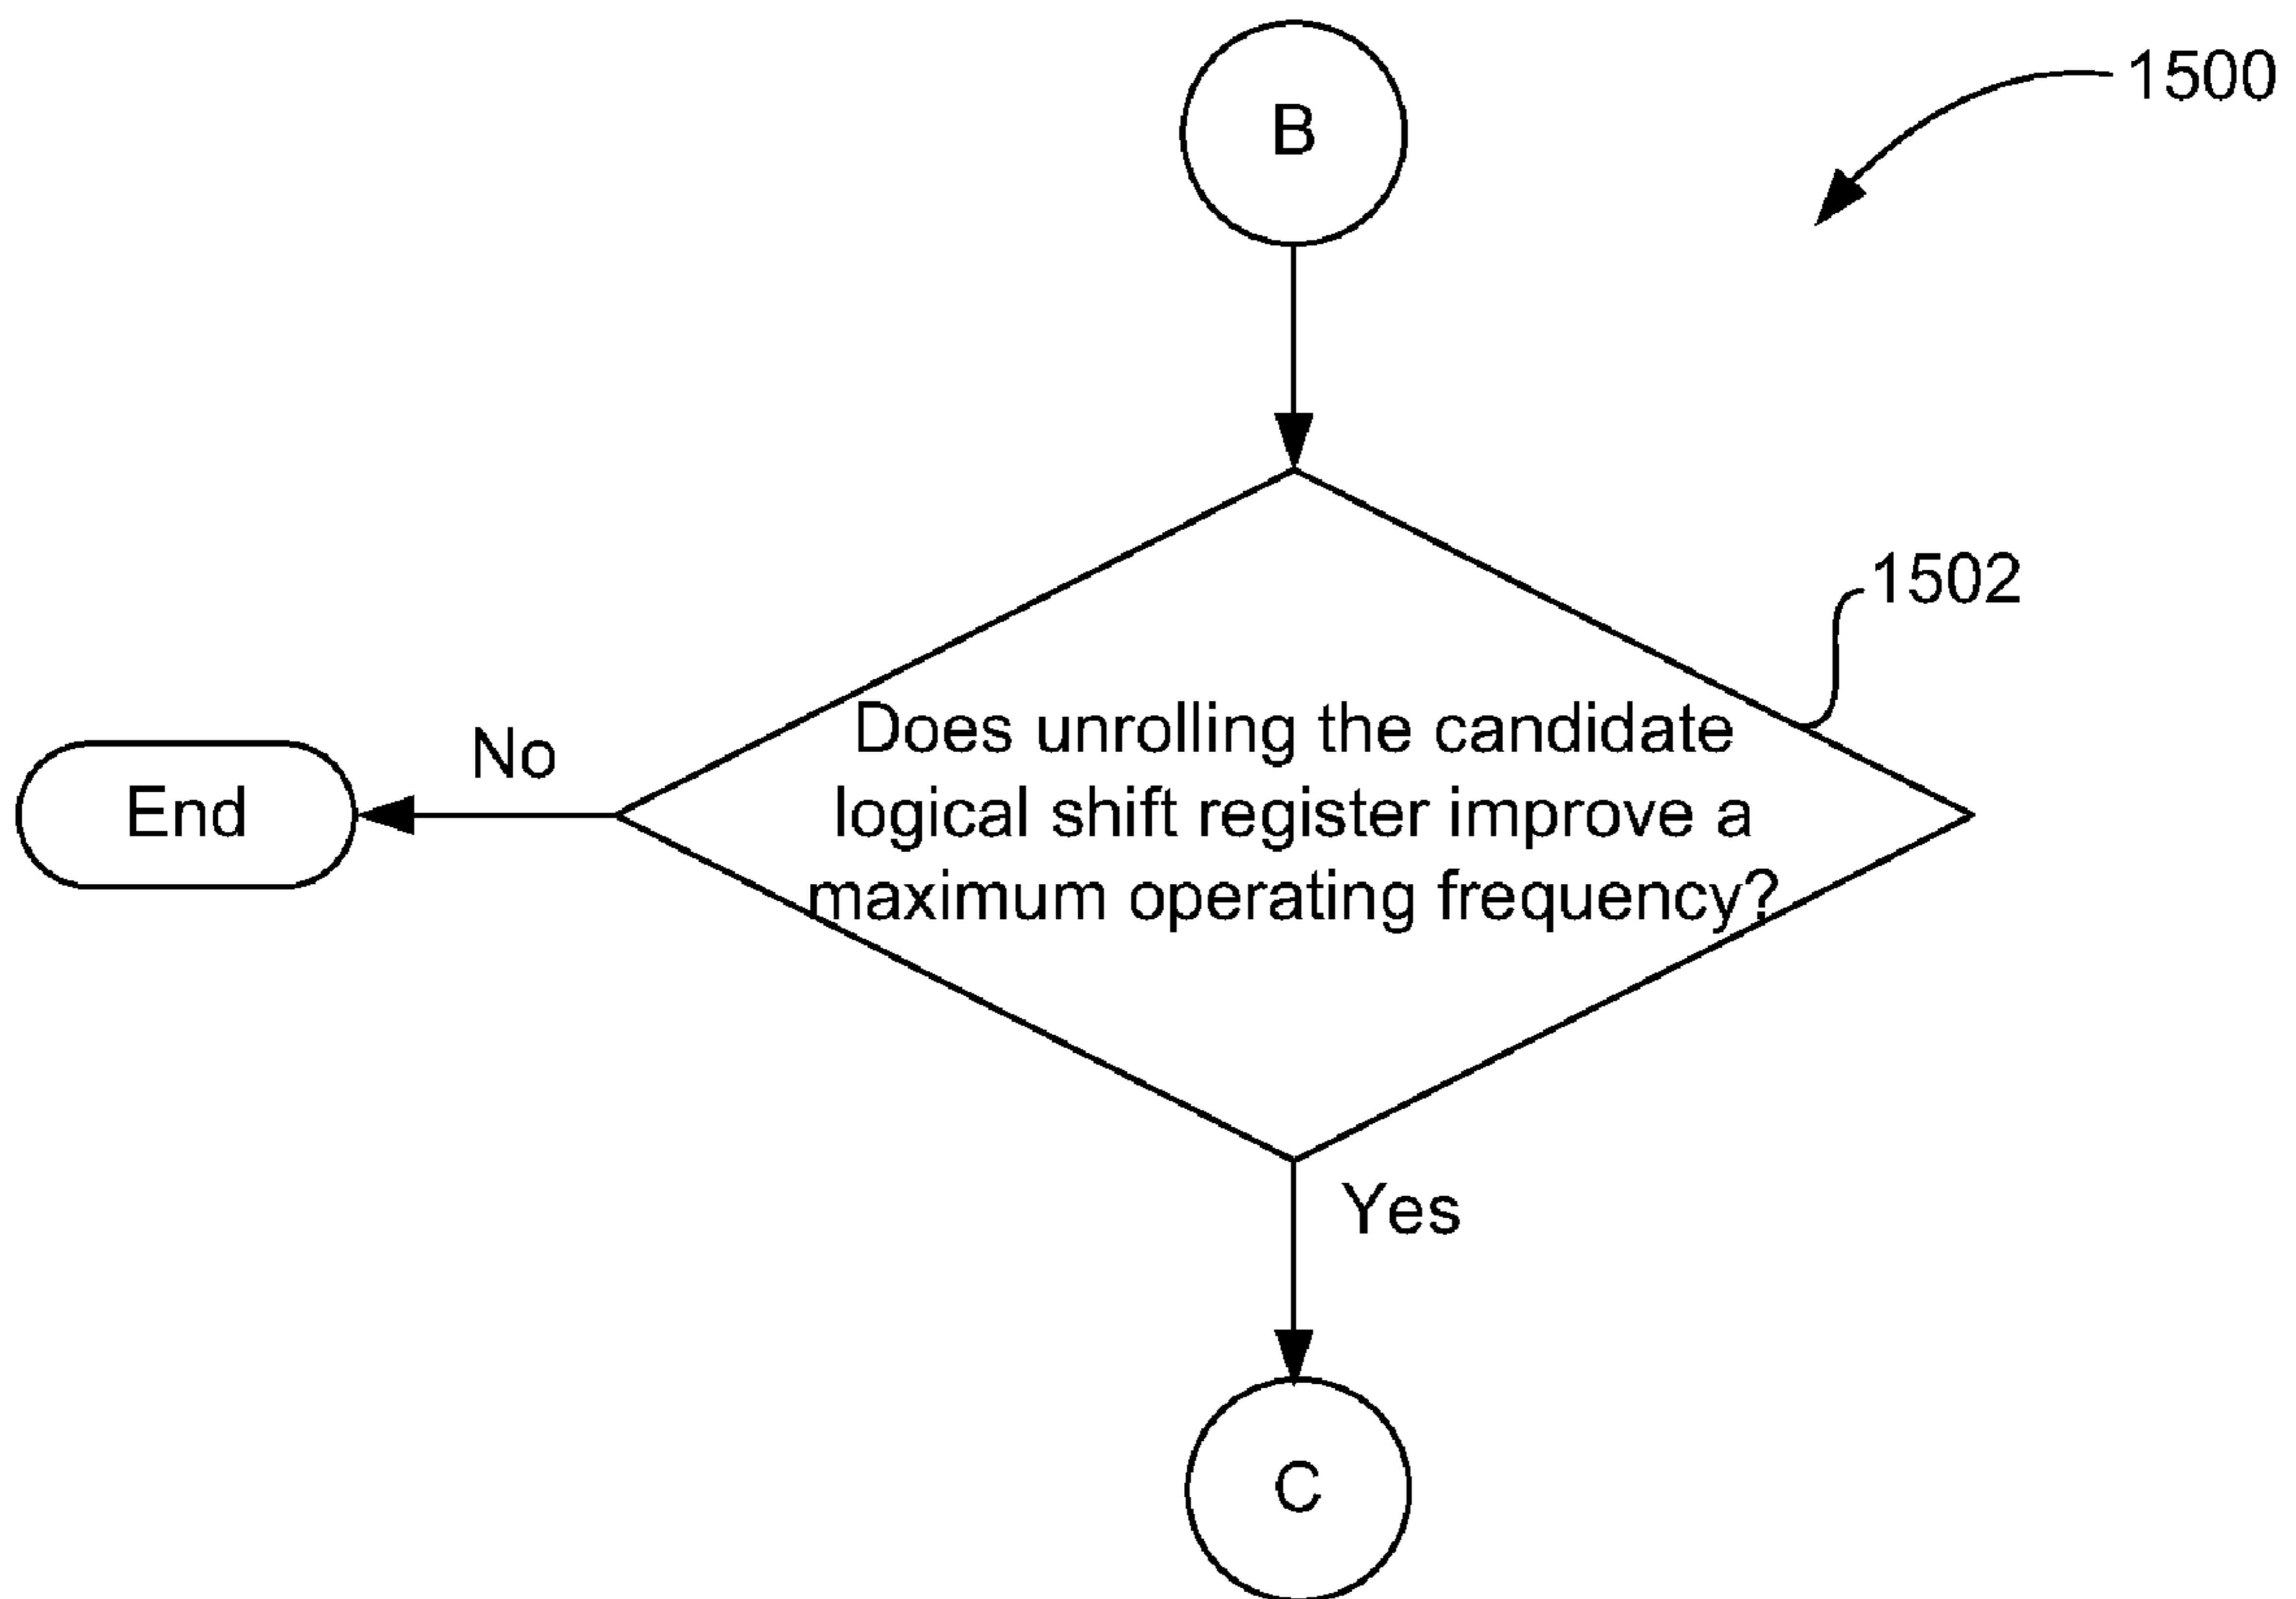 B
1500
1502
Does unrolling the candidate
logical shift register improve a
maximum operating frequency?
No
End
Yes
C